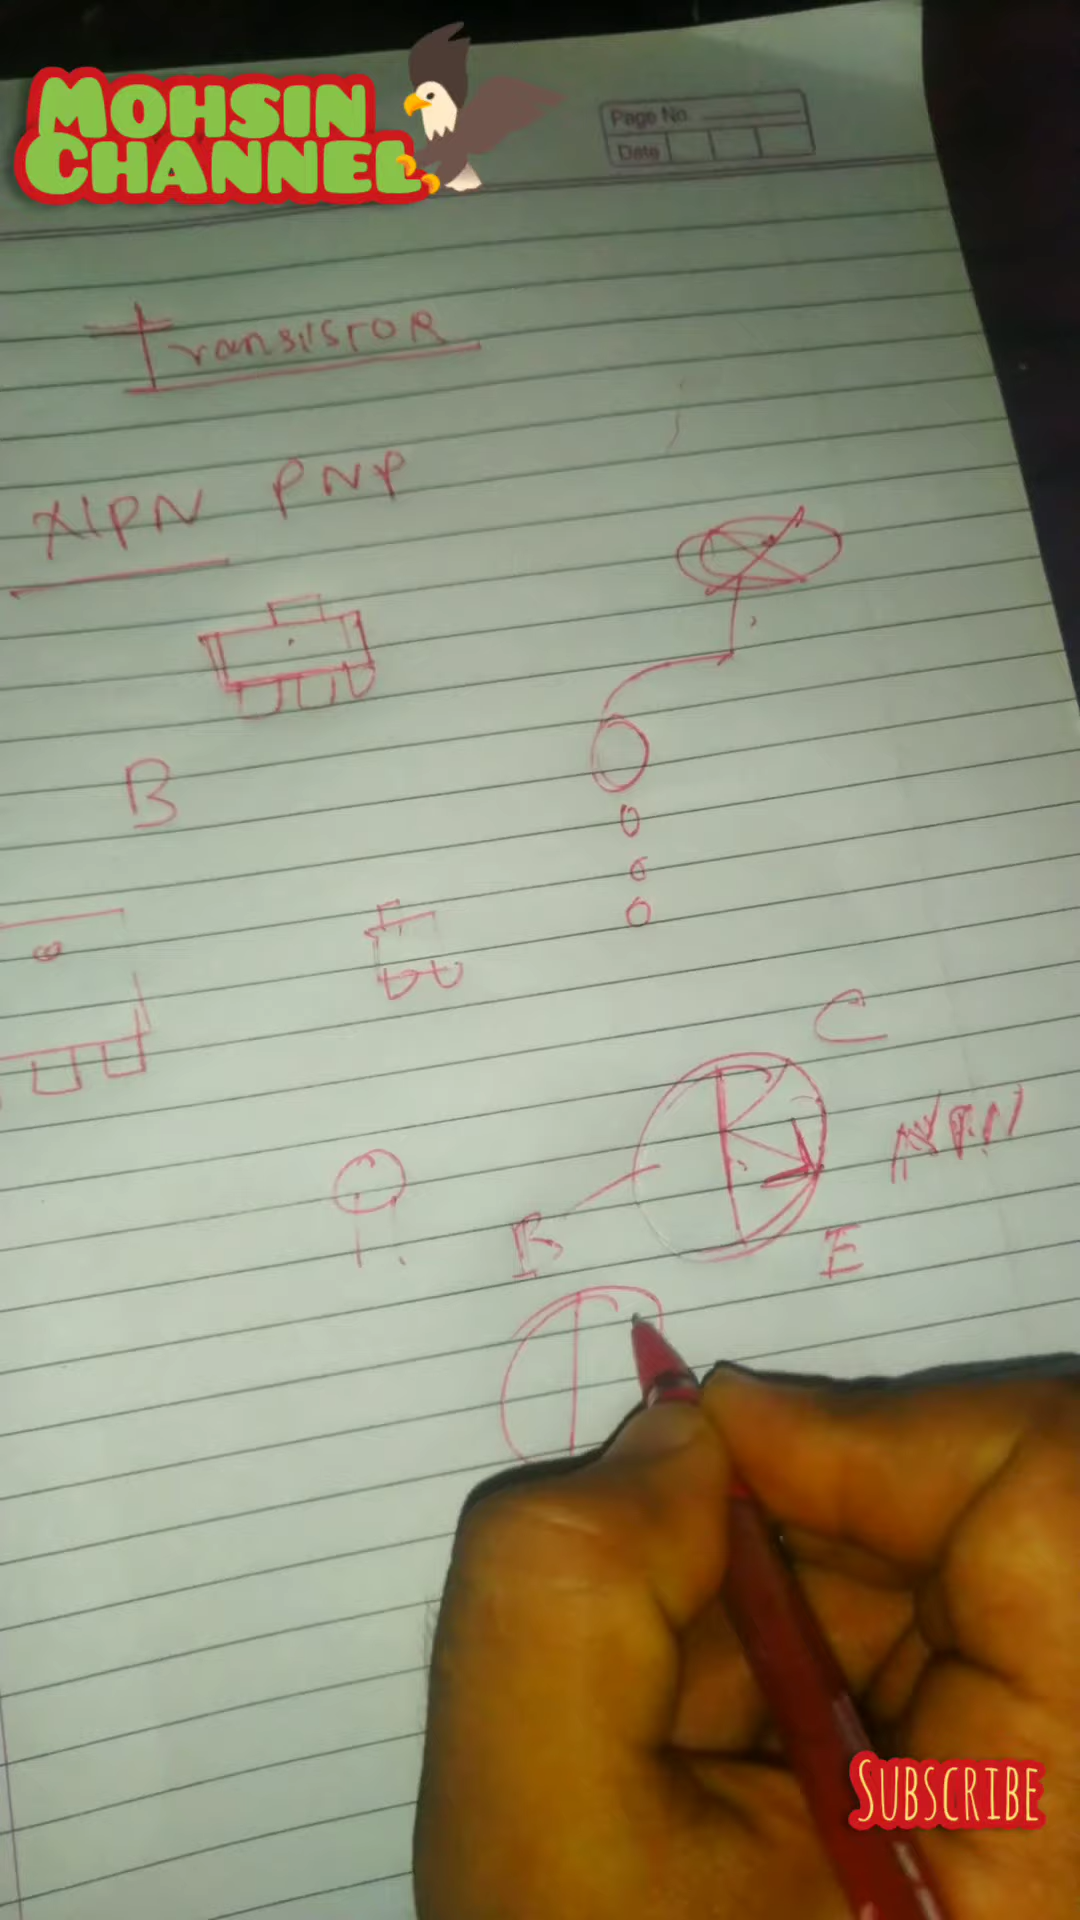 MOHSIN
CHANNEL
Page No.
Date
TransisTOR
NPN PNP
B
C
NPN
B
E
SUBSCRIBE